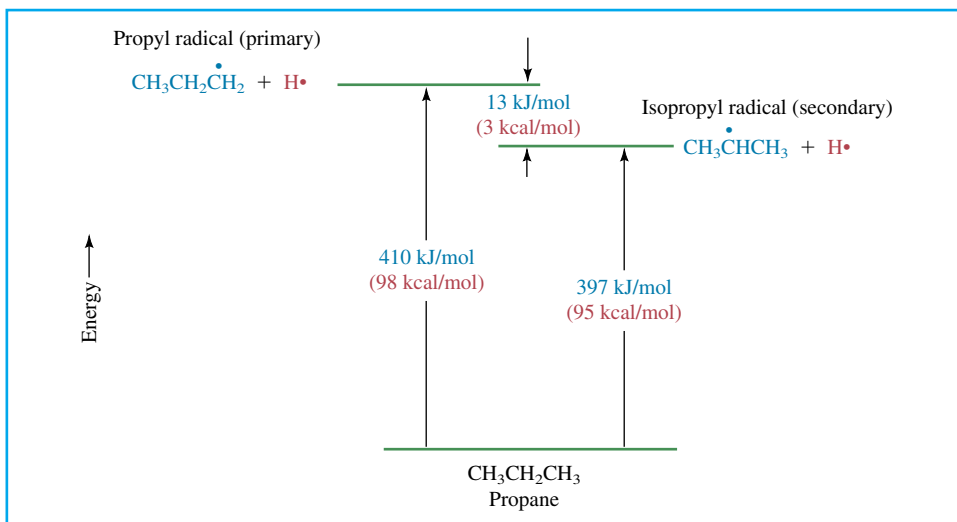 Propyl radical (primary)
CH₃CH₂ĊH₂ + H•
13 kJ/mol
(3 kcal/mol)
Isopropyl radical (secondary)
CH₃ĊHCH₃ + H•
410 kJ/mol
(98 kcal/mol)
397 kJ/mol
(95 kcal/mol)
Energy
CH₃CH₂CH₃
Propane